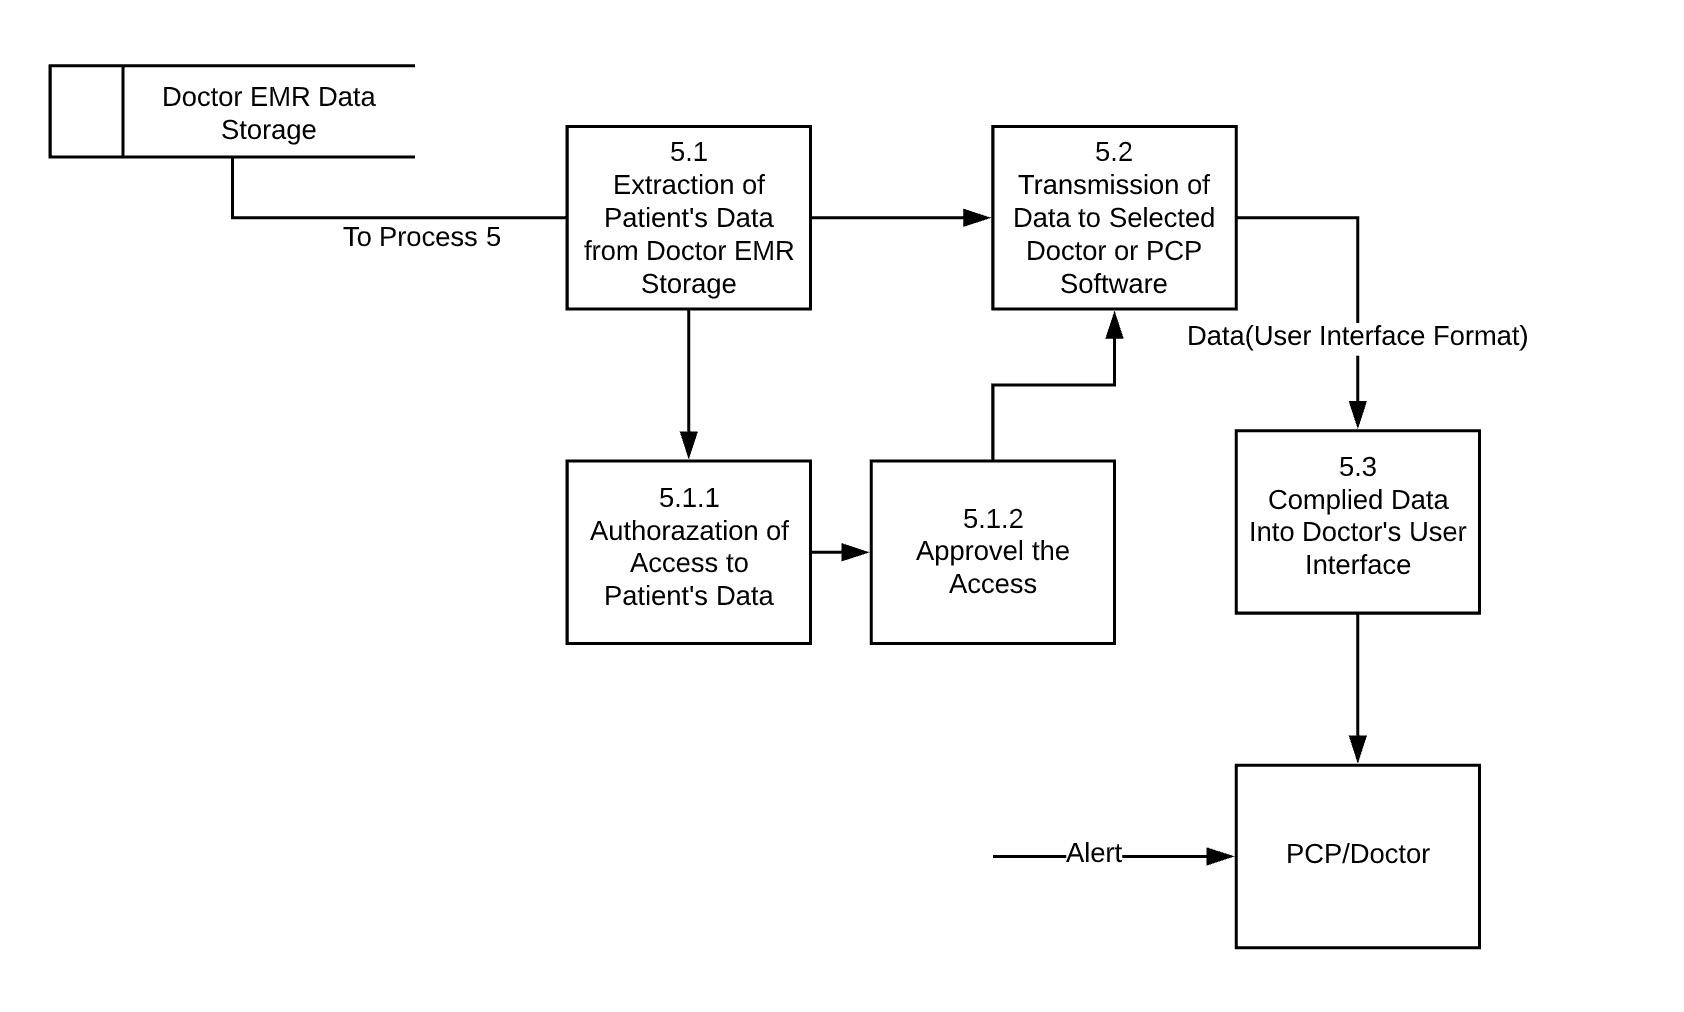 Doctor EMR Data
Storage
To Process 5
5.1
Extraction of
Patient's Data
from Doctor EMR
Storage
5.2
Transmission of
Data to Selected
Doctor or PCP
Software
Data(User Interface Format)
5.1.1
Authorazation of
Access to
Patient's Data
5.1.2
Approvel the
Access
5.3
Complied Data
Into Doctor's User
Interface
Alert
PCP/Doctor